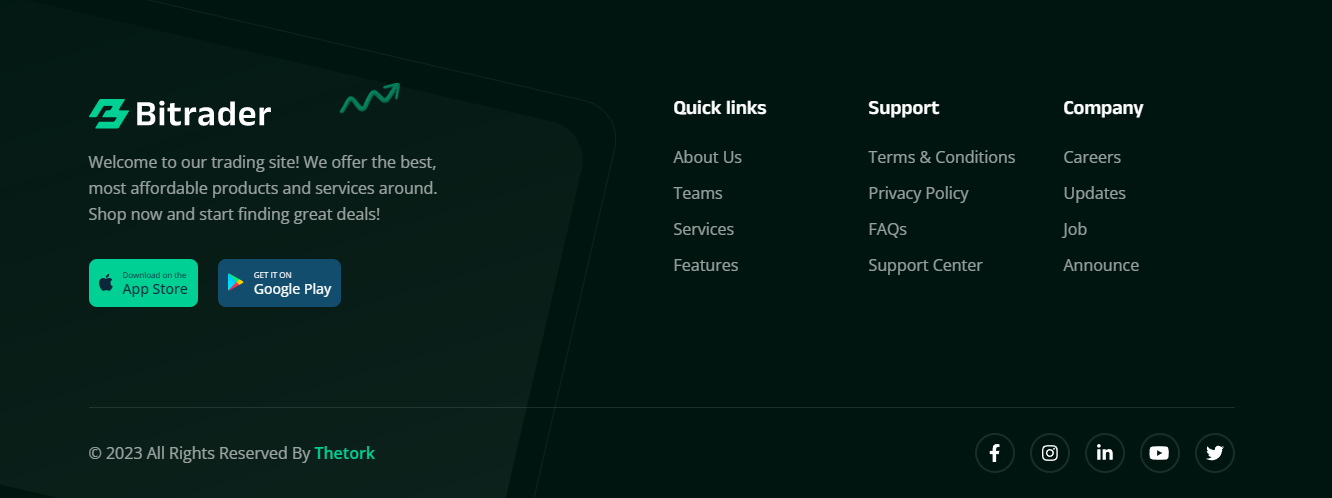 Bitrader
Welcome to our trading site! We offer the best,
most affordable products and services around.
Shop now and start finding great deals!
Download on the
App Store
GET IT ON
Google Play
Quick links
About Us
Teams
Services
Features
Support
Terms & Conditions
Privacy Policy
FAQs
Support Center
Company
Careers
Updates
Job
Announce
© 2023 All Rights Reserved By Thetork